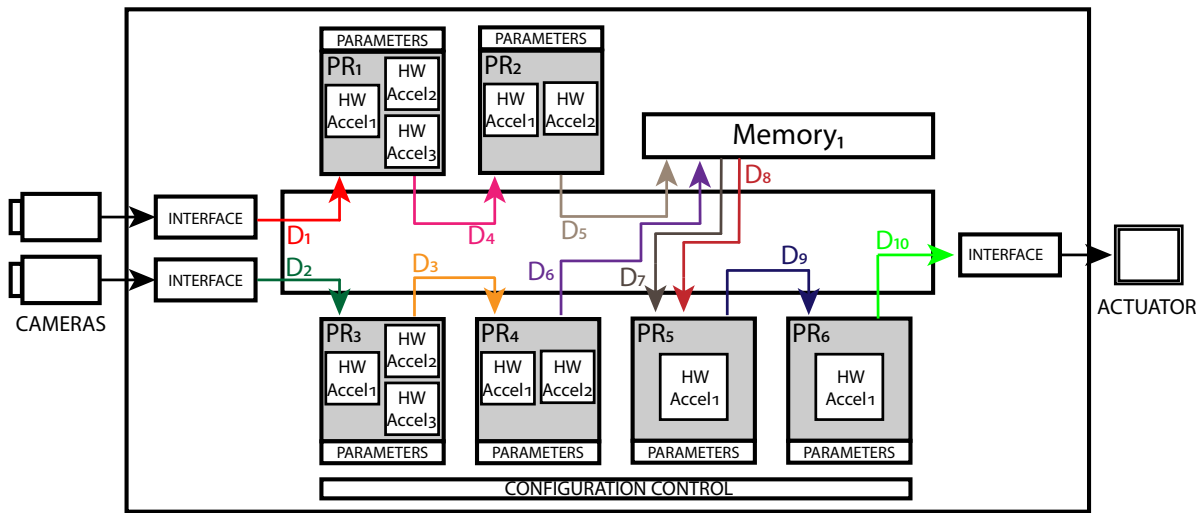 PARAMETERS
PR₁
HW
Accel₁
HW
Accel₂
HW
Accel₃
PARAMETERS
PR₂
HW
Accel₁
HW
Accel₂
Memory₁
INTERFACE
INTERFACE
CAMERAS
D₁
D₂
D₃
D₄
D₅
D₆
D₇
D₈
D₉
D₁₀
INTERFACE
ACTUATOR
PR₃
HW
Accel₁
HW
Accel₂
HW
Accel₃
PARAMETERS
PR₄
HW
Accel₁
HW
Accel₂
PARAMETERS
PR₅
HW
Accel₁
PARAMETERS
PR₆
HW
Accel₁
PARAMETERS
CONFIGURATION CONTROL